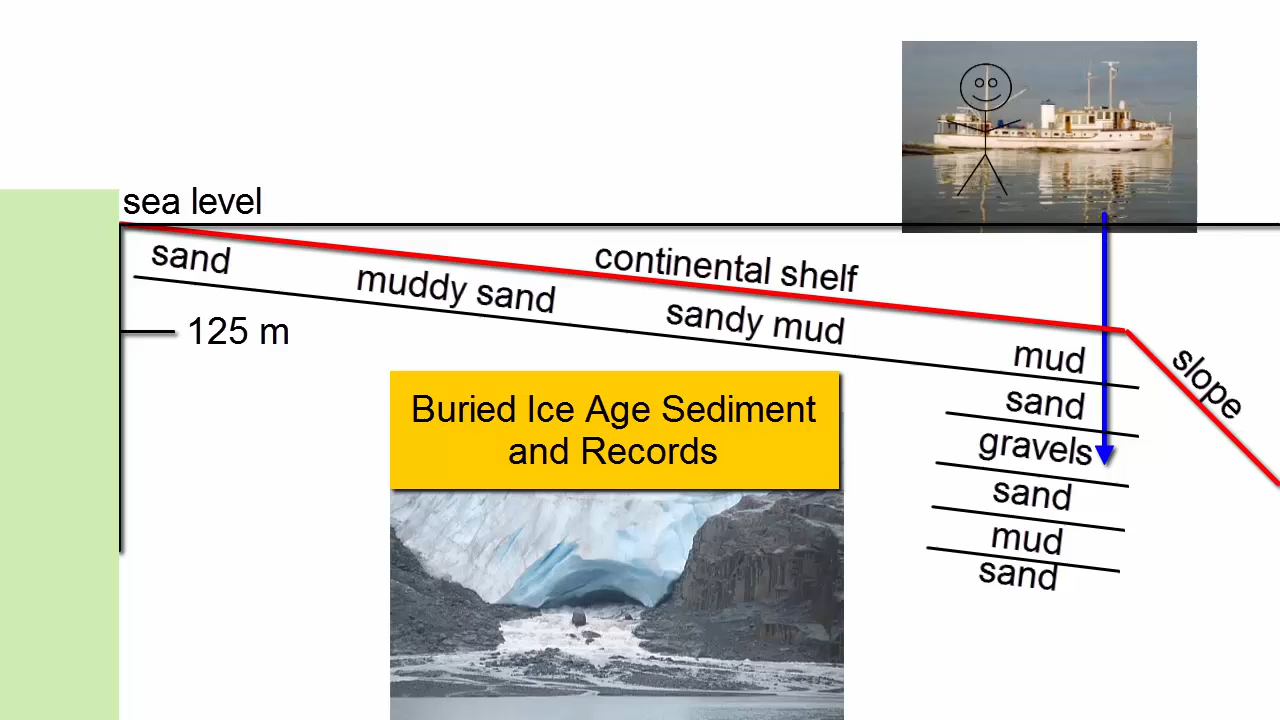 sea level
continental shelf
sand
muddy sand
sandy mud
mud
slope
125 m
sand
gravels
sand
mud
sand
Buried Ice Age Sediment
and Records